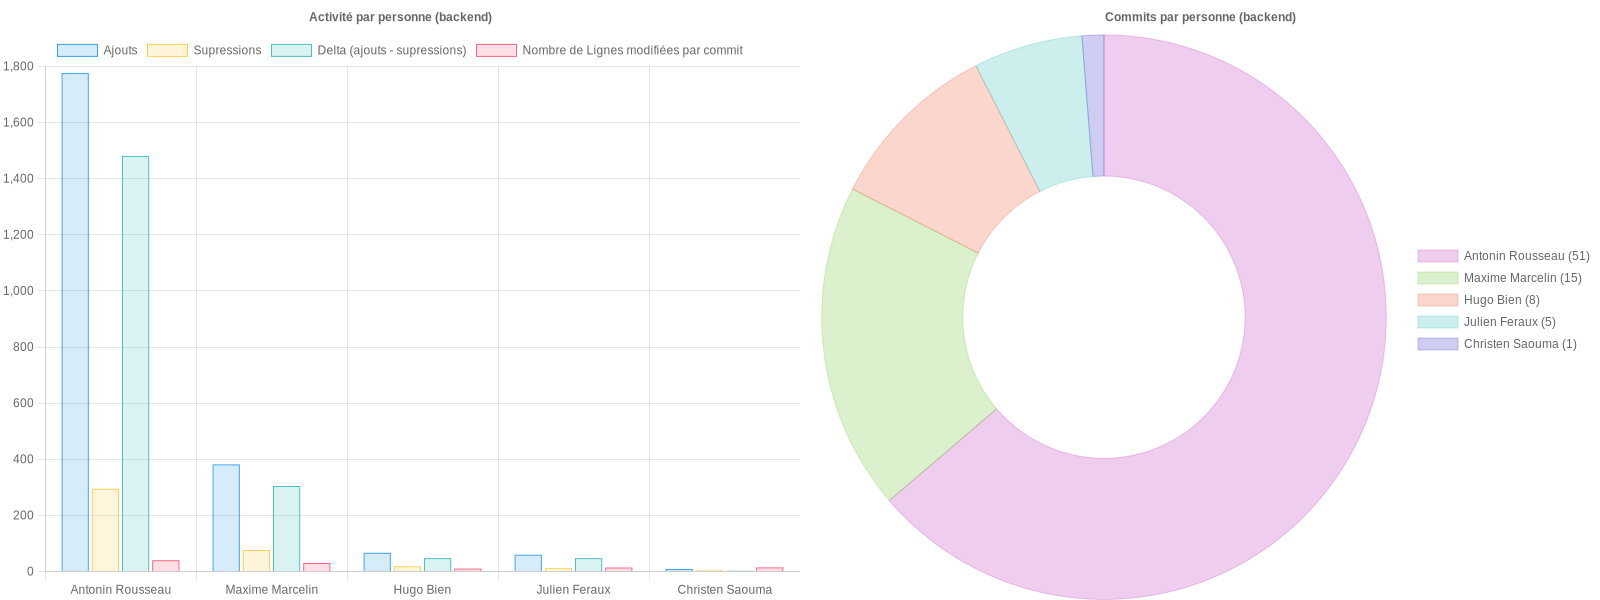 Activité par personne (backend)
Ajouts
Supressions
Delta (ajouts - supressions)
Nombre de Lignes modifiées par commit
1,800
1,600
1,400
1,200
1,000
800
600
400
200
0
Antonin Rousseau
Maxime Marcelin
Hugo Bien
Julien Feraux
Christen Saouma
Commits par personne (backend)
Antonin Rousseau (51)
Maxime Marcelin (15)
Hugo Bien (8)
Julien Feraux (5)
Christen Saouma (1)